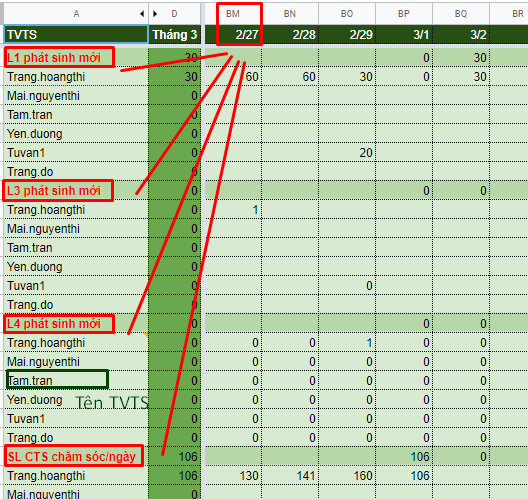 A D BM BN BO BP BQ BR
TVTS Tháng 3 2/27 2/28 2/29 3/1 3/2
L1 phát sinh mới 30 0 30
Trang.hoangthi 30 60 60 30 0 30
Mai.nguyenthi 0
Tam.tran 0
Yen.duong 0
Tuvan1 0 20
Trang.do 0
L3 phát sinh mới 0 0 0
Trang.hoangthi 0 1
Mai.nguyenthi 0
Tam.tran 0
Yen.duong 0
Tuvan1 0 0
Trang.do 0
L4 phát sinh mới 0 0 0
Trang.hoangthi 0 0 0 1 0 0
Mai.nguyenthi 0 0 0 0 0 0
Tam.tran 0 0 0 0 0 0
Yen.duong Tên TVTS 0 0 0 0 0 0
Tuvan1 0 0 0 0 0 0
Trang.do 0 0 0 0 0 0
SL CTS chăm sóc/ngày 106 106 0
Trang.hoangthi 106 130 141 160 106
Mai.nguyenthi 0